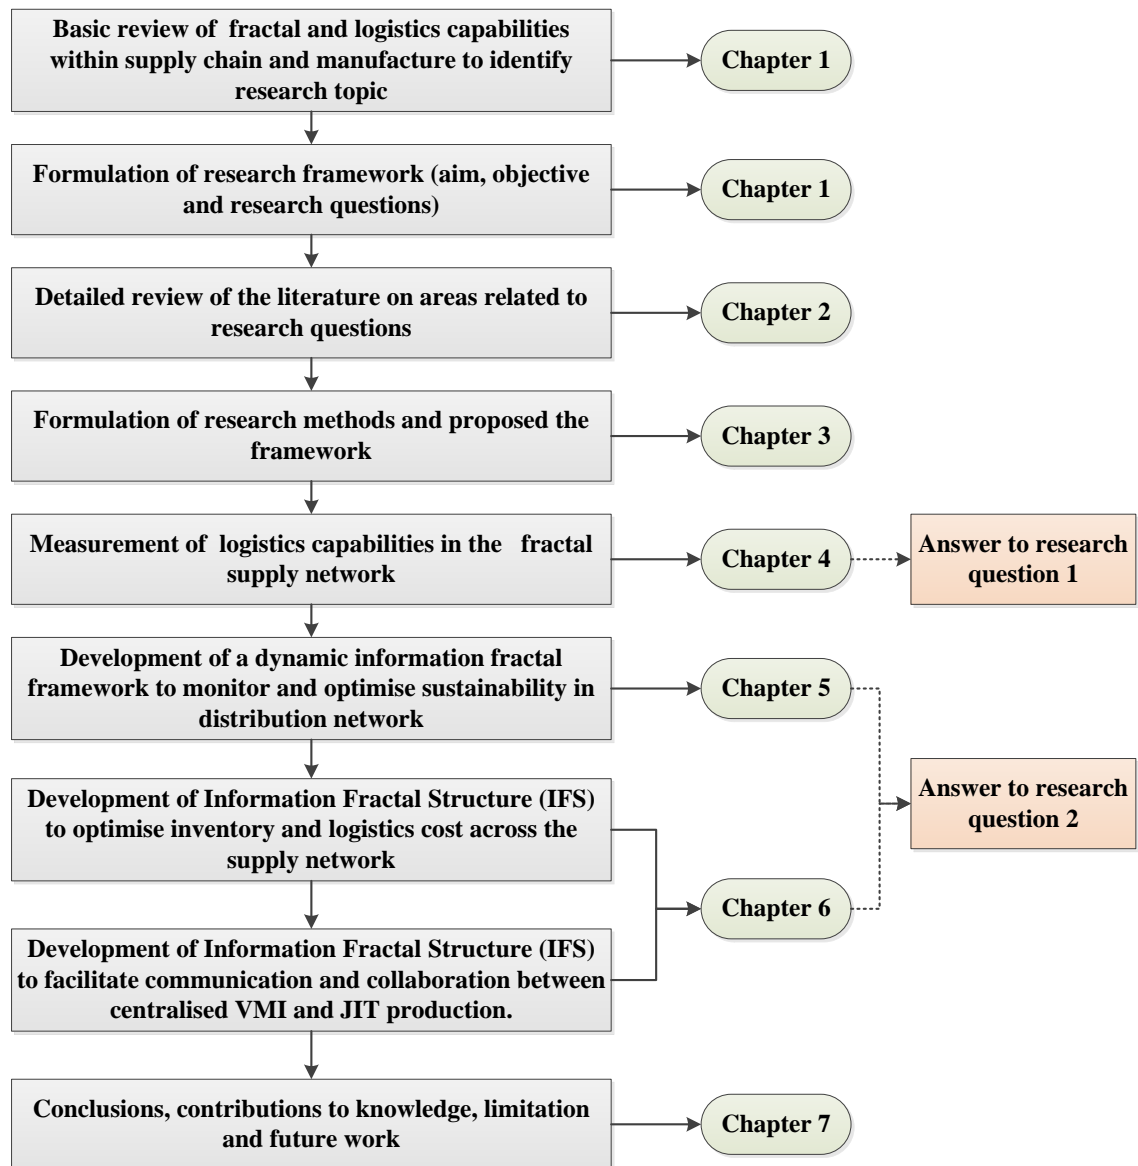 Basic review of fractal and logistics capabilities
within supply chain and manufacture to identify
research topic
Chapter 1
Formulation of research framework (aim, objective
and research questions)
Chapter 1
Detailed review of the literature on areas related to
research questions
Chapter 2
Formulation of research methods and proposed the
framework
Chapter 3
Measurement of logistics capabilities in the fractal
supply network
Chapter 4
Answer to research
question 1
Development of a dynamic information fractal
framework to monitor and optimise sustainability in
distribution network
Chapter 5
Development of Information Fractal Structure (IFS)
to optimise inventory and logistics cost across the
supply network
Answer to research
question 2
Chapter 6
Development of Information Fractal Structure (IFS)
to facilitate communication and collaboration between
centralised VMI and JIT production.
Conclusions, contributions to knowledge, limitation
and future work
Chapter 7